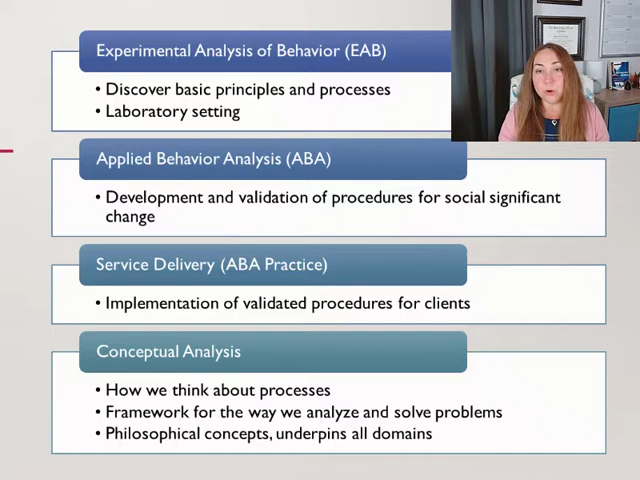 Experimental Analysis of Behavior (EAB)
• Discover basic principles and processes
• Laboratory setting
Applied Behavior Analysis (ABA)
• Development and validation of procedures for social significant
change
Service Delivery (ABA Practice)
• Implementation of validated procedures for clients
Conceptual Analysis
• How we think about processes
• Framework for the way we analyze and solve problems
• Philosophical concepts, underpins all domains